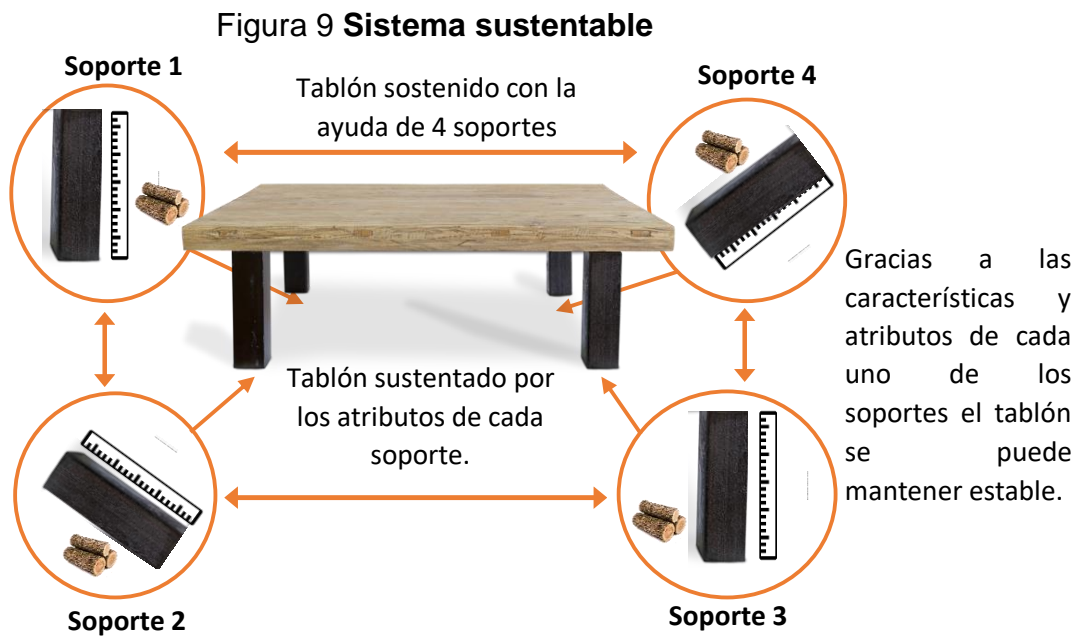 Figura 9 Sistema sustentable
Soporte 1
Tablón sostenido con la
ayuda de 4 soportes
Soporte 4
Gracias a las
características y
atributos de cada
uno de los
soportes el tablón
se puede
mantener estable.
Tablón sustentado por
los atributos de cada
soporte.
Soporte 2
Soporte 3